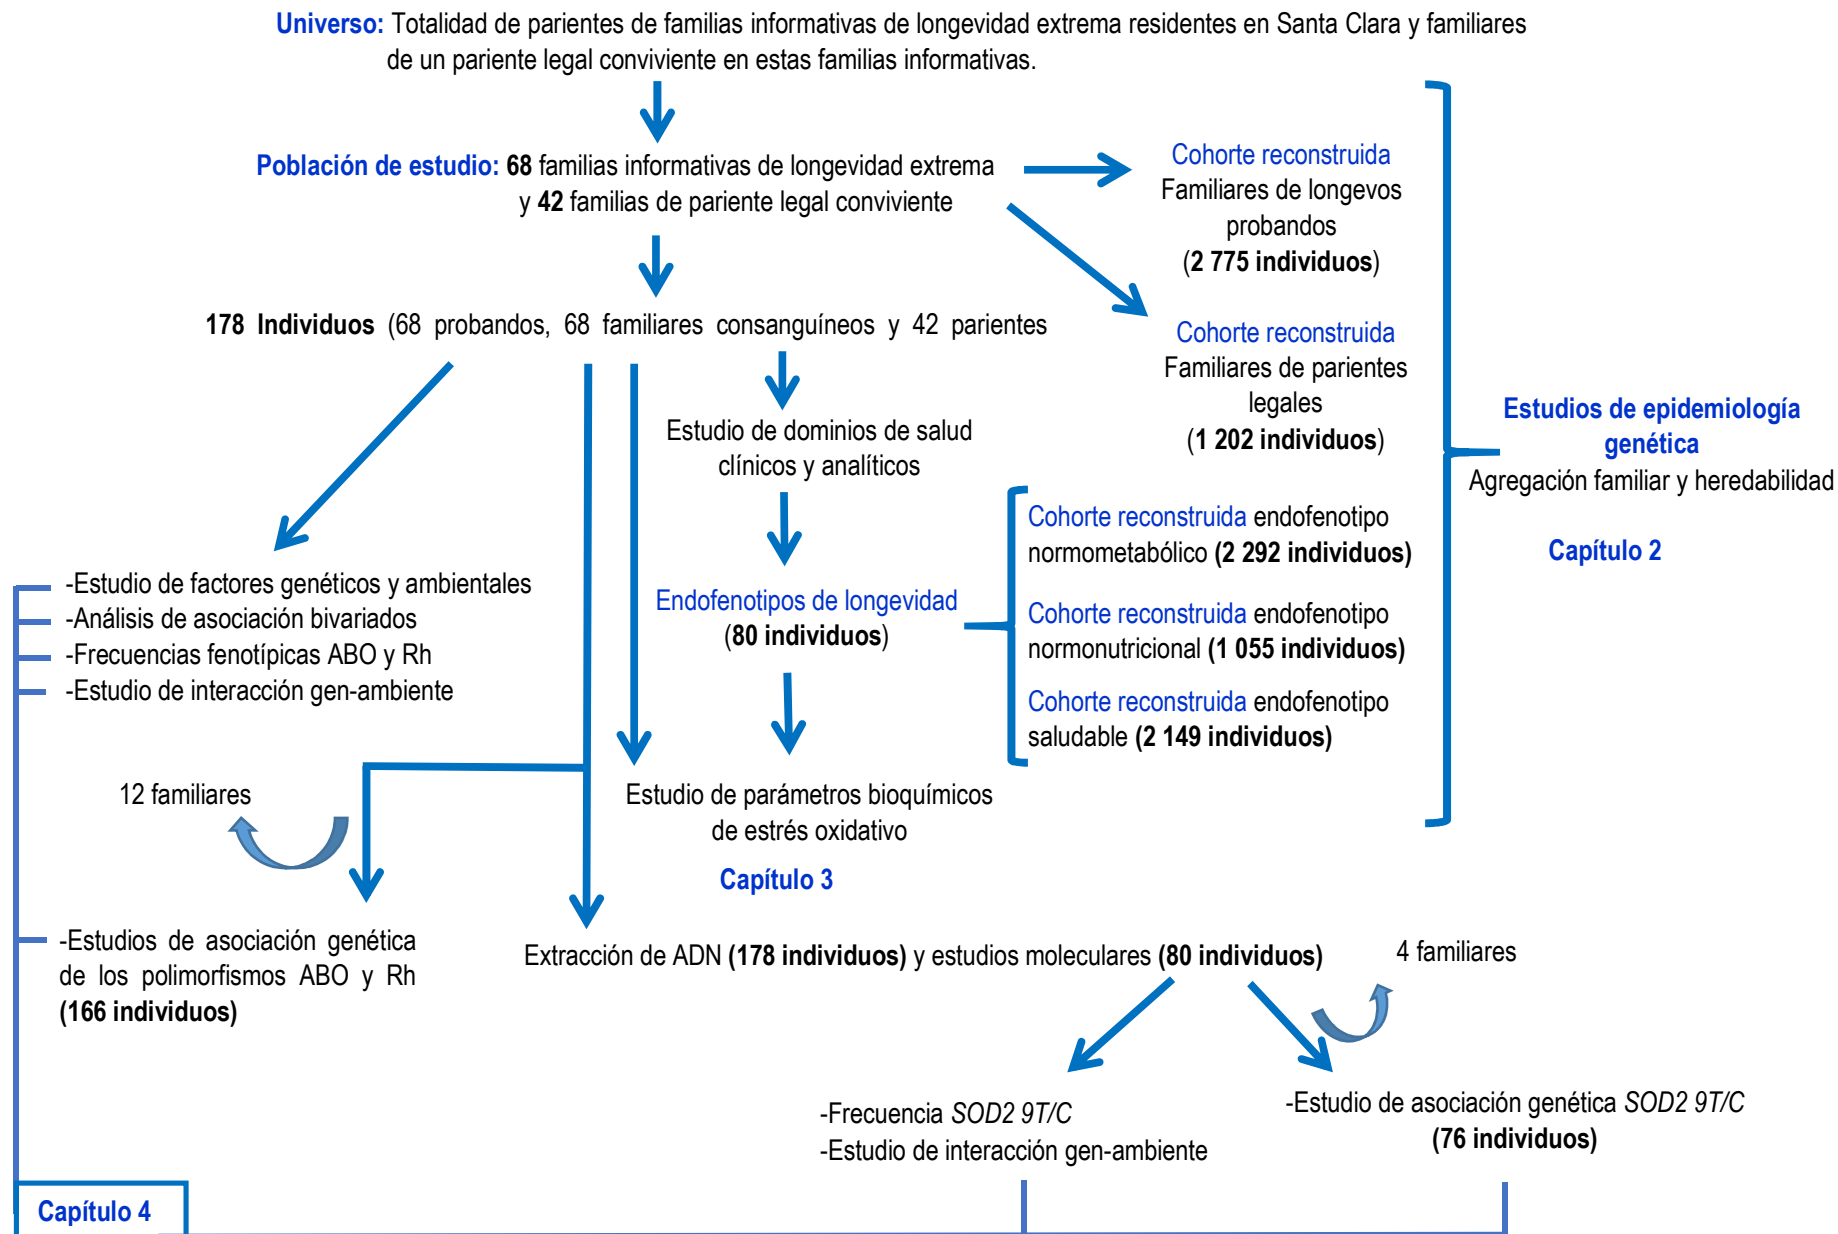 Universo: Totalidad de parientes de familias informativas de longevidad extrema residentes en Santa Clara y familiares
de un pariente legal conviviente en estas familias informativas.
Población de estudio: 68 familias informativas de longevidad extrema
y 42 familias de pariente legal conviviente
Cohorte reconstruida
Familiares de longevos
probandos
(2 775 individuos)
178 Individuos (68 probandos, 68 familiares consanguíneos y 42 parientes
Cohorte reconstruida
Familiares de parientes
legales
(1 202 individuos)
Estudios de epidemiología
genética
Agregación familiar y heredabilidad
Capítulo 2
Estudio de dominios de salud
clínicos y analíticos
Endofenotipos de longevidad
(80 individuos)
Cohorte reconstruida endofenotipo
normometabólico (2 292 individuos)
Cohorte reconstruida endofenotipo
normonutricional (1 055 individuos)
Cohorte reconstruida endofenotipo
saludable (2 149 individuos)
-Estudio de factores genéticos y ambientales
-Análisis de asociación bivariados
-Frecuencias fenotípicas ABO y Rh
-Estudio de interacción gen-ambiente
12 familiares
Estudio de parámetros bioquímicos
de estrés oxidativo
Capítulo 3
-Estudios de asociación genética
de los polimorfismos ABO y Rh
(166 individuos)
Extracción de ADN (178 individuos) y estudios moleculares (80 individuos)
4 familiares
-Frecuencia SOD2 9T/C
-Estudio de interacción gen-ambiente
-Estudio de asociación genética SOD2 9T/C
(76 individuos)
Capítulo 4